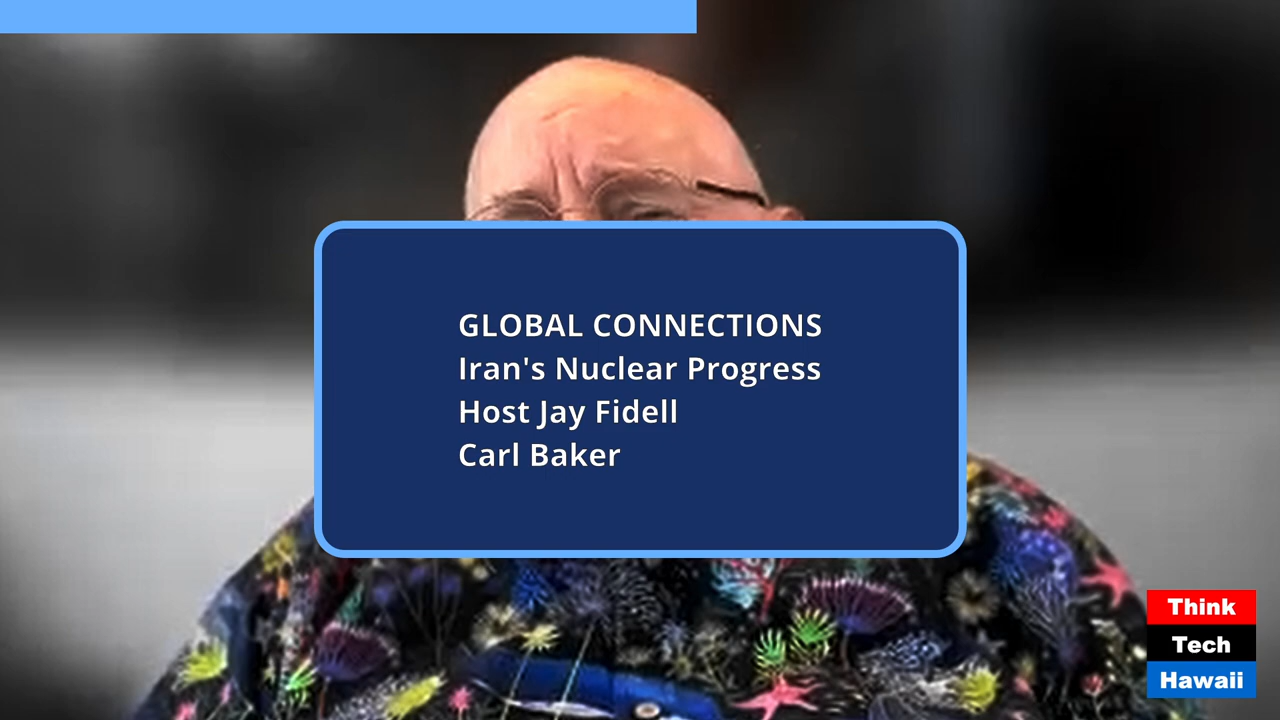 GLOBAL CONNECTIONS
Iran's Nuclear Progress
Host Jay Fidell
Carl Baker
Think
Tech
Hawaii